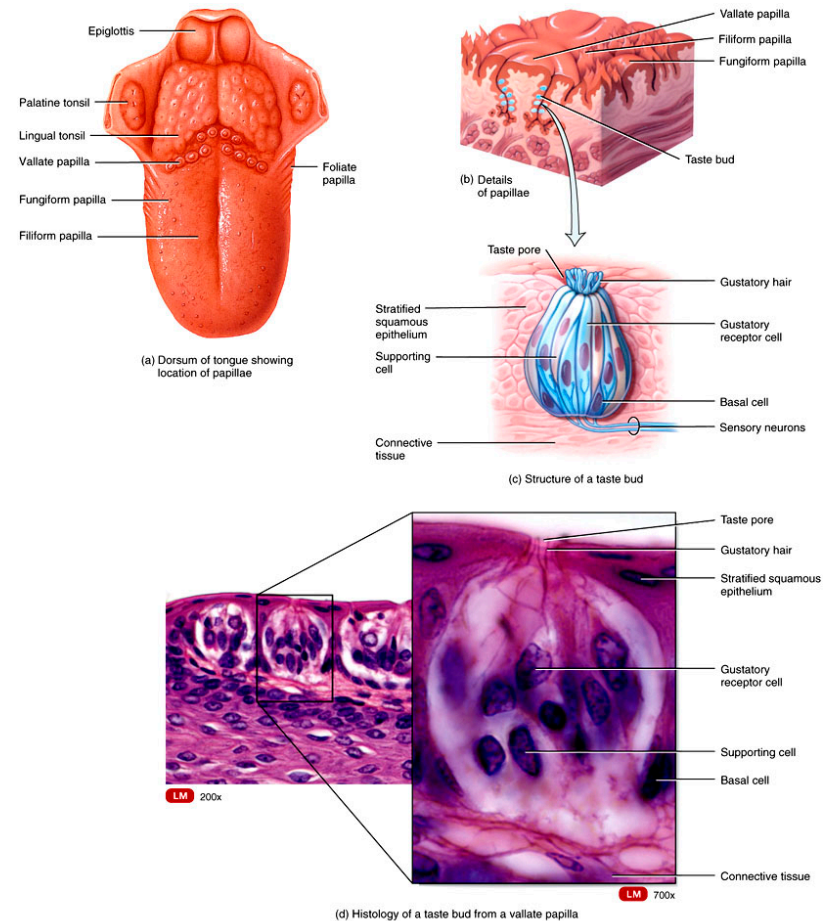 Epiglottis
Palatine tonsil
Lingual tonsil
Vallate papilla
Fungiform papilla
Filiform papilla
Foliate
papilla
(a) Dorsum of tongue showing
location of papillae
Vallate papilla
Filiform papilla
Fungiform papilla
Taste bud
(b) Details
of papillae
Taste pore
Stratified
squamous
epithelium
Supporting
cell
Connective
tissue
Gustatory hair
Gustatory
receptor cell
Basal cell
Sensory neurons
(c) Structure of a taste bud
Taste pore
Gustatory hair
Stratified squamous
epithelium
Gustatory
receptor cell
Supporting cell
Basal cell
Connective tissue
LM 200x
LM 700x
(d) Histology of a taste bud from a vallate papilla